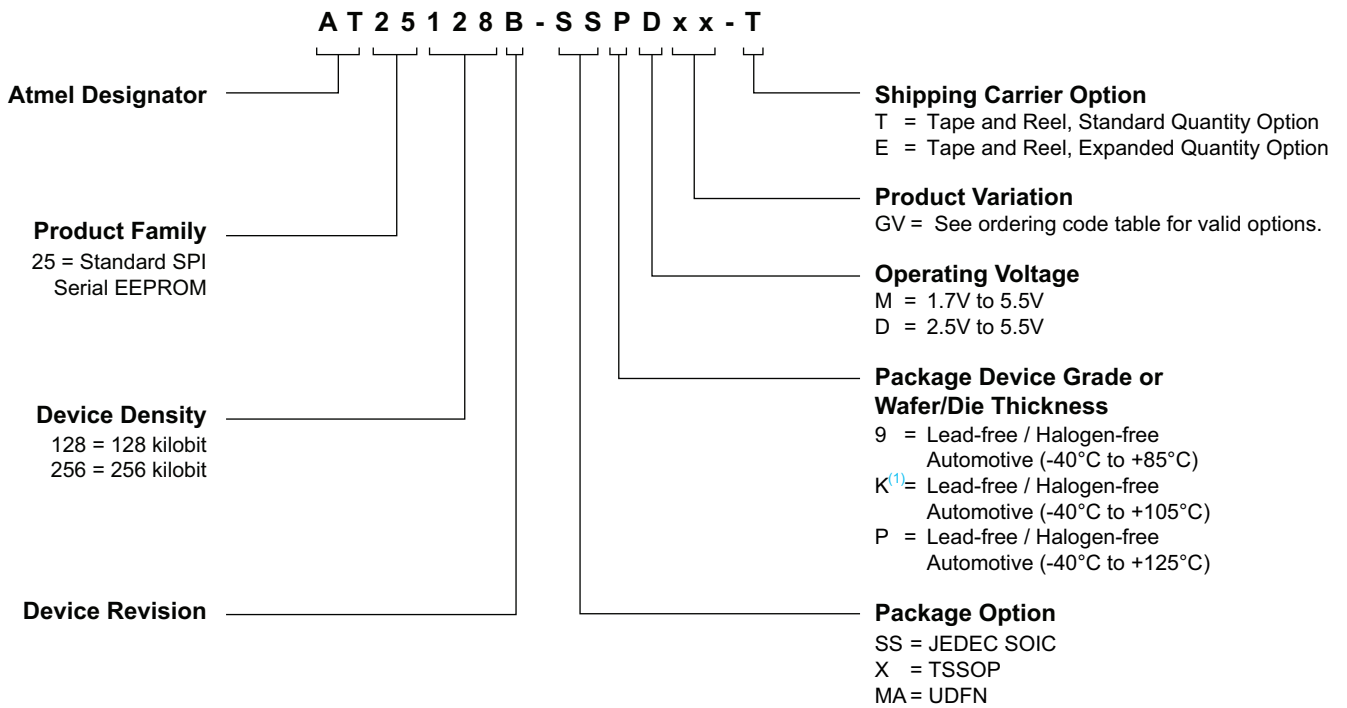 AT25128B-SSPDxx-T
Atmel Designator
Product Family
25 = Standard SPI
Serial EEPROM
Device Density
128 = 128 kilobit
256 = 256 kilobit
Device Revision
Shipping Carrier Option
T = Tape and Reel, Standard Quantity Option
E = Tape and Reel, Expanded Quantity Option
Product Variation
GV = See ordering code table for valid options.
Operating Voltage
M = 1.7V to 5.5V
D = 2.5V to 5.5V
Package Device Grade or
Wafer/Die Thickness
9 = Lead-free / Halogen-free
Automotive (-40°C to +85°C)
K(1)= Lead-free / Halogen-free
Automotive (-40°C to +105°C)
P = Lead-free / Halogen-free
Automotive (-40°C to +125°C)
Package Option
SS = JEDEC SOIC
X = TSSOP
MA = UDFN